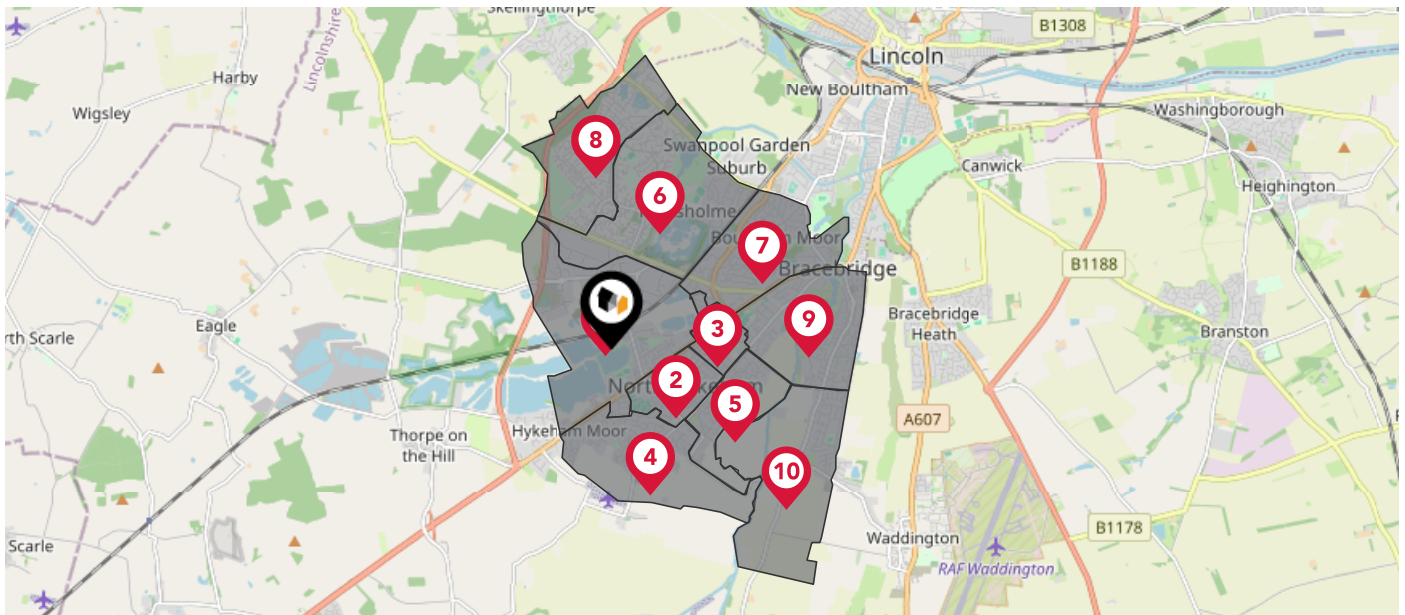 Skellingthorpe
B1308
Lincoln
Lincolnshire
Harby
New Boultham
Wigsley
Washingborough
8
Swanpool Garden
Suburb
Canwick
Heighington
6
7
B1188
Bracebridge
Eagle
3
9
Bracebridge
Heath
Branston
rth Scarle
2
5
A607
Hykeham Moor
Thorpe on
the Hill
4
10
B1178
Waddington
Scarle
RAF Waddington